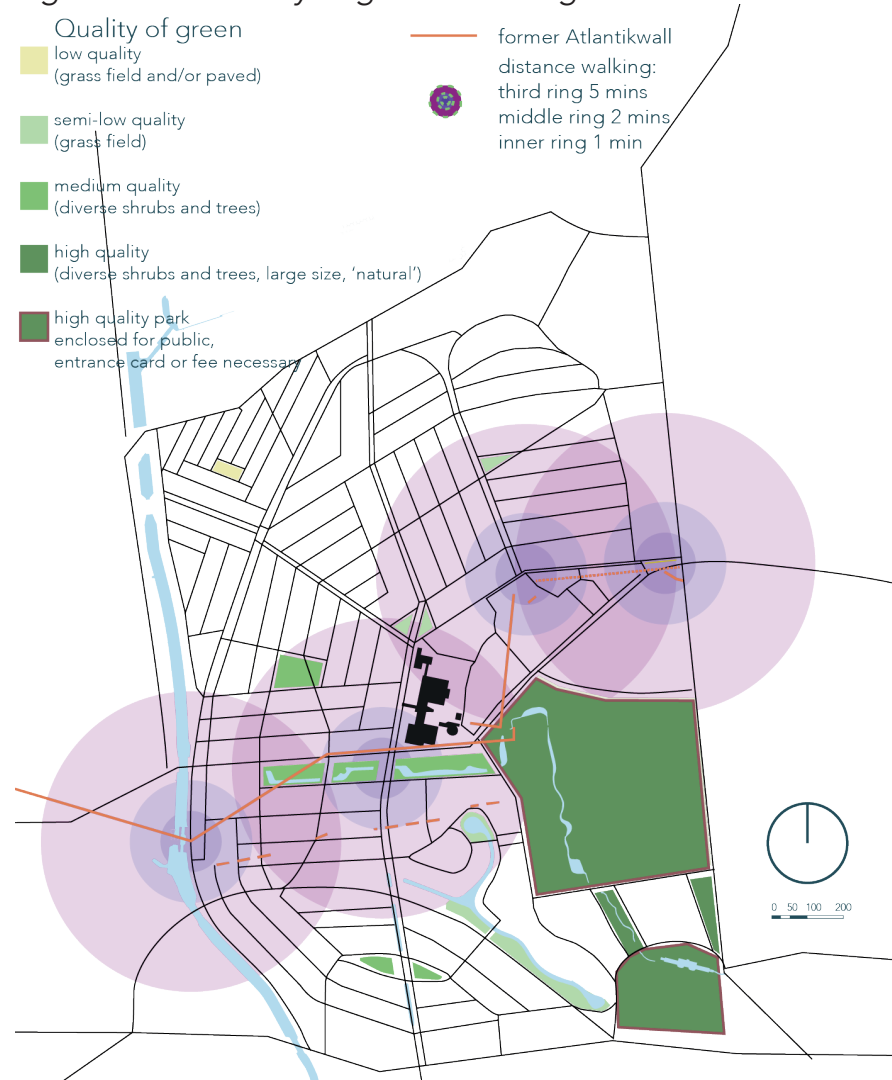 Quality of green
low quality
(grass field and/or paved)
semi-low quality
(grass field)
medium quality
(diverse shrubs and trees)
high quality
(diverse shrubs and trees, large size, ‘natural’)
high quality park
enclosed for public,
entrance card or fee necessary
former Atlantikwall
distance walking:
third ring 5 mins
middle ring 2 mins
inner ring 1 min
0 50 100 200